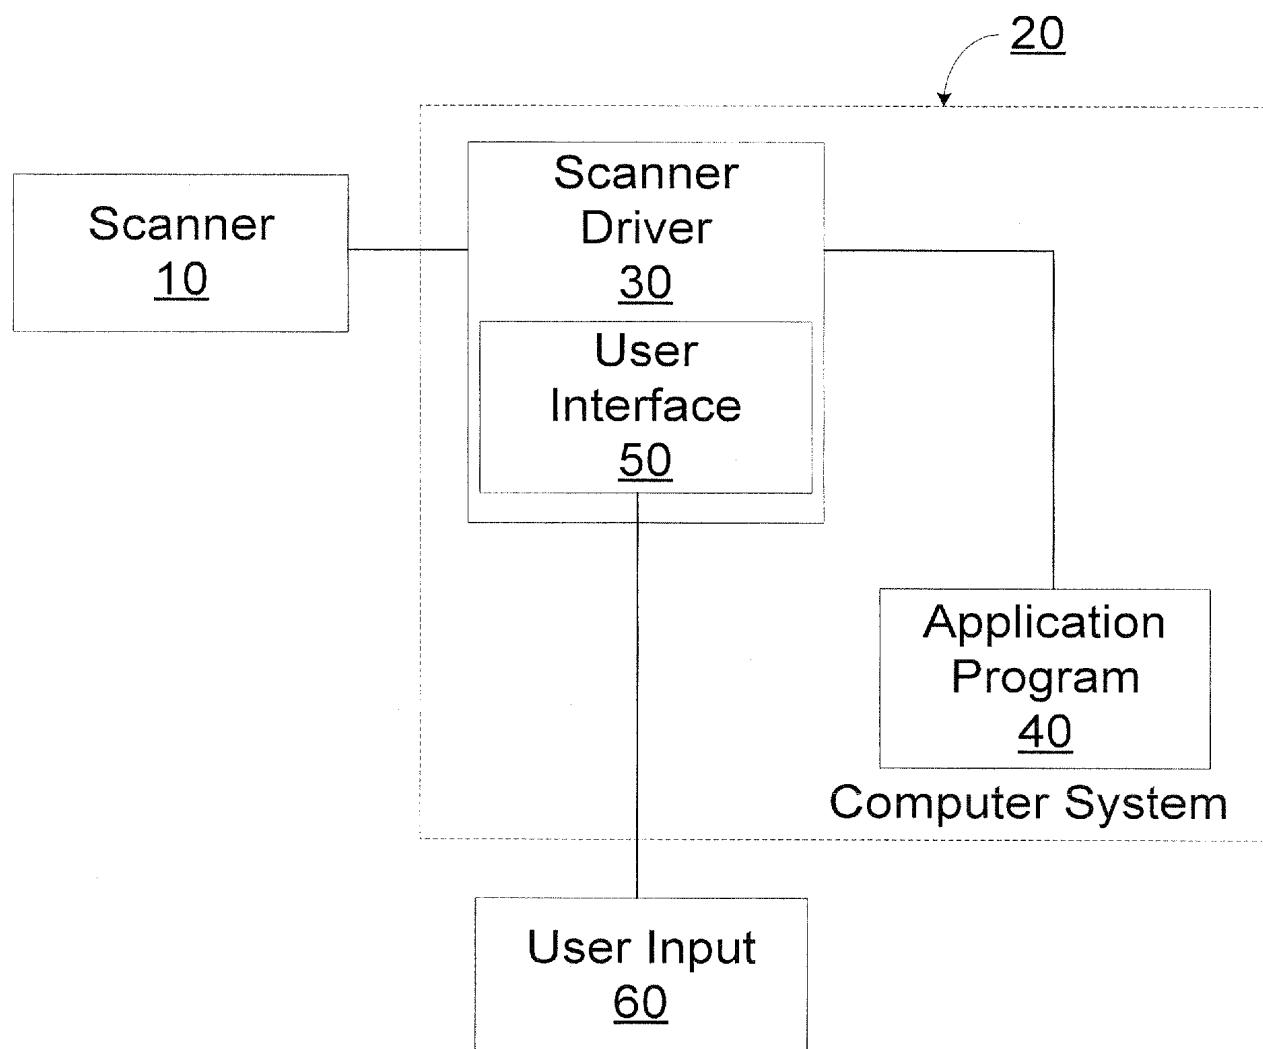 20
Scanner
10
Scanner
Driver
30
User
Interface
50
Application
Program
40
Computer System
User Input
60